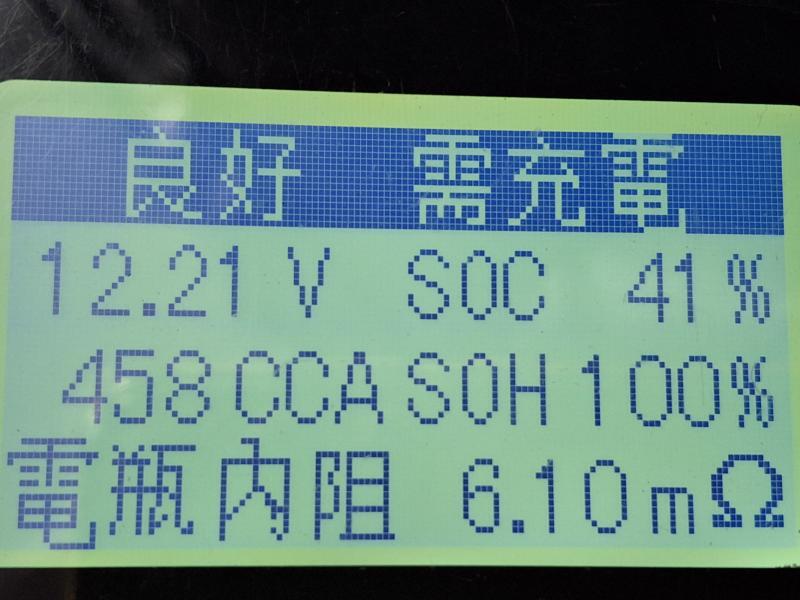 良好 需充電
12.21 V SOC 41 %
458 CCA SOH 100%
電瓶內阻 6.10 mΩ